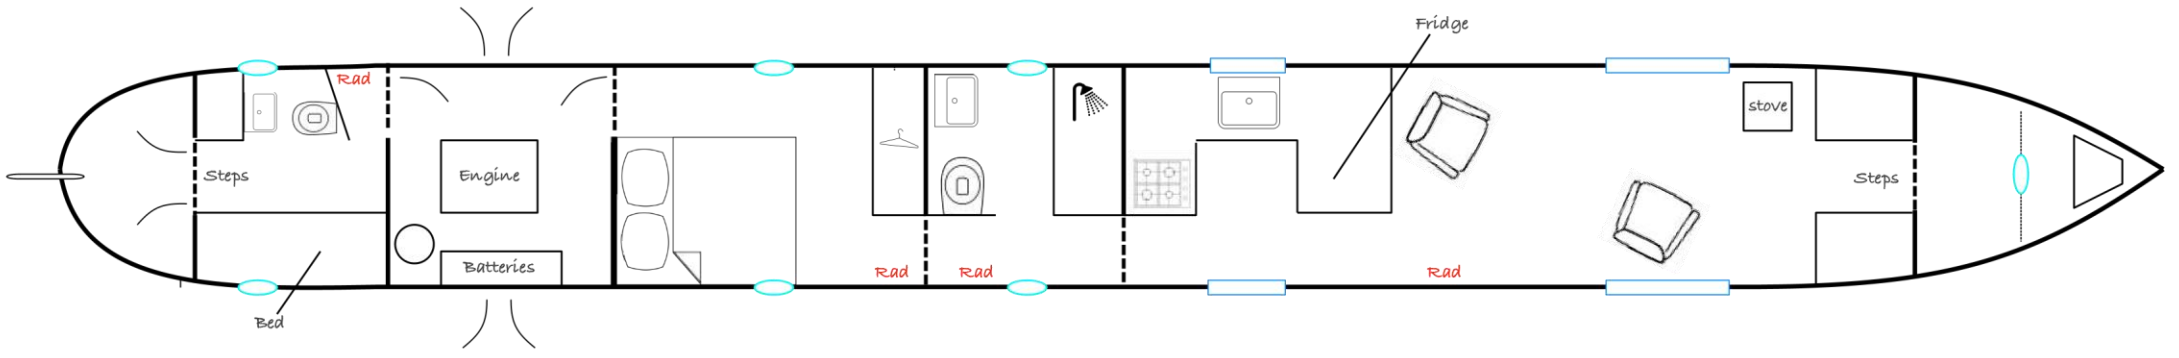 Fridge
Rad
stove
Steps
Engine
Steps
Batteries
Rad
Rad
Rad
Bed